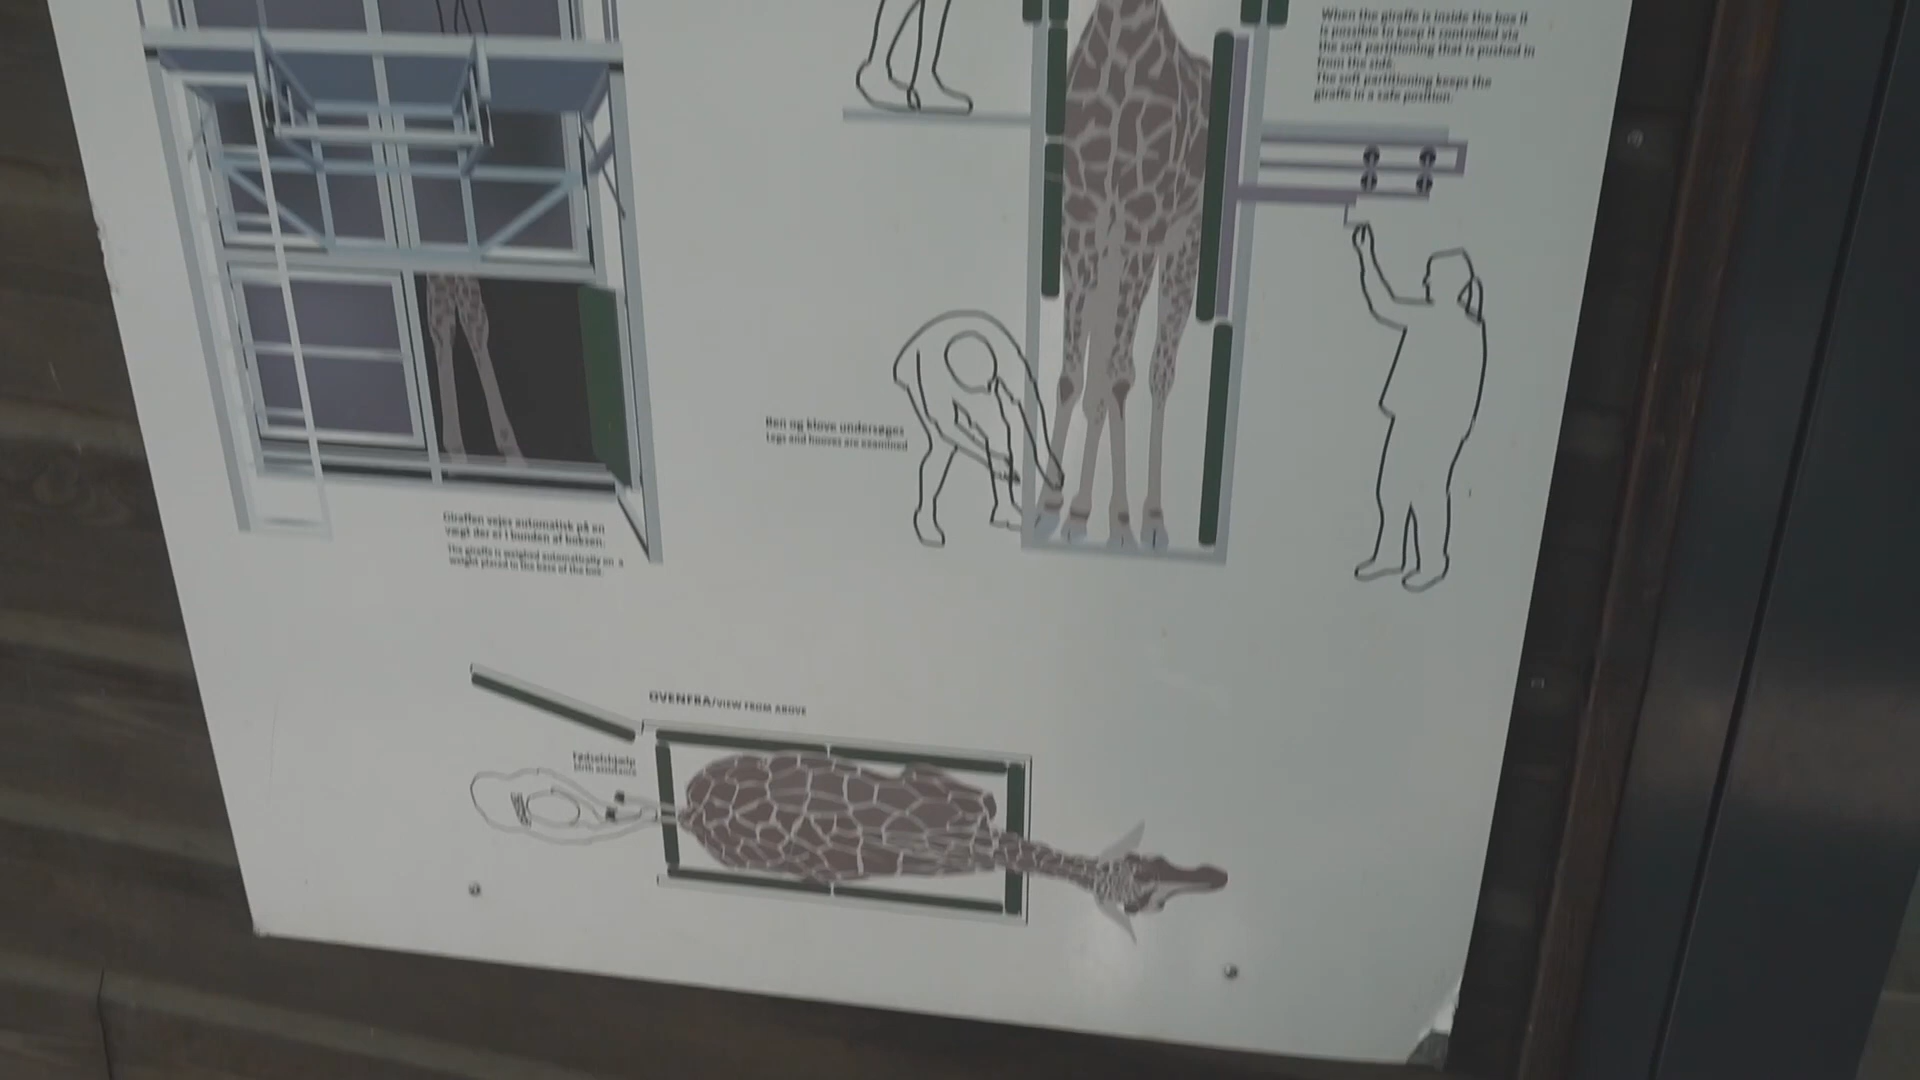 When the giraffe is inside the box it
is possible to keep it controlled via
the soft partitioning that is pushed in
from the side.
The soft partitioning keeps the
giraffe in a safe position.
Ben og klove undersøges
Legs and hooves are examined
Giraffen vejes automatisk på en
vægt der er i bunden af boksen.
The giraffe is weighed automatically on a
weight placed in the base of the box.
OVENFRA/VIEW FROM ABOVE
Fødselshjælp
birth assistance